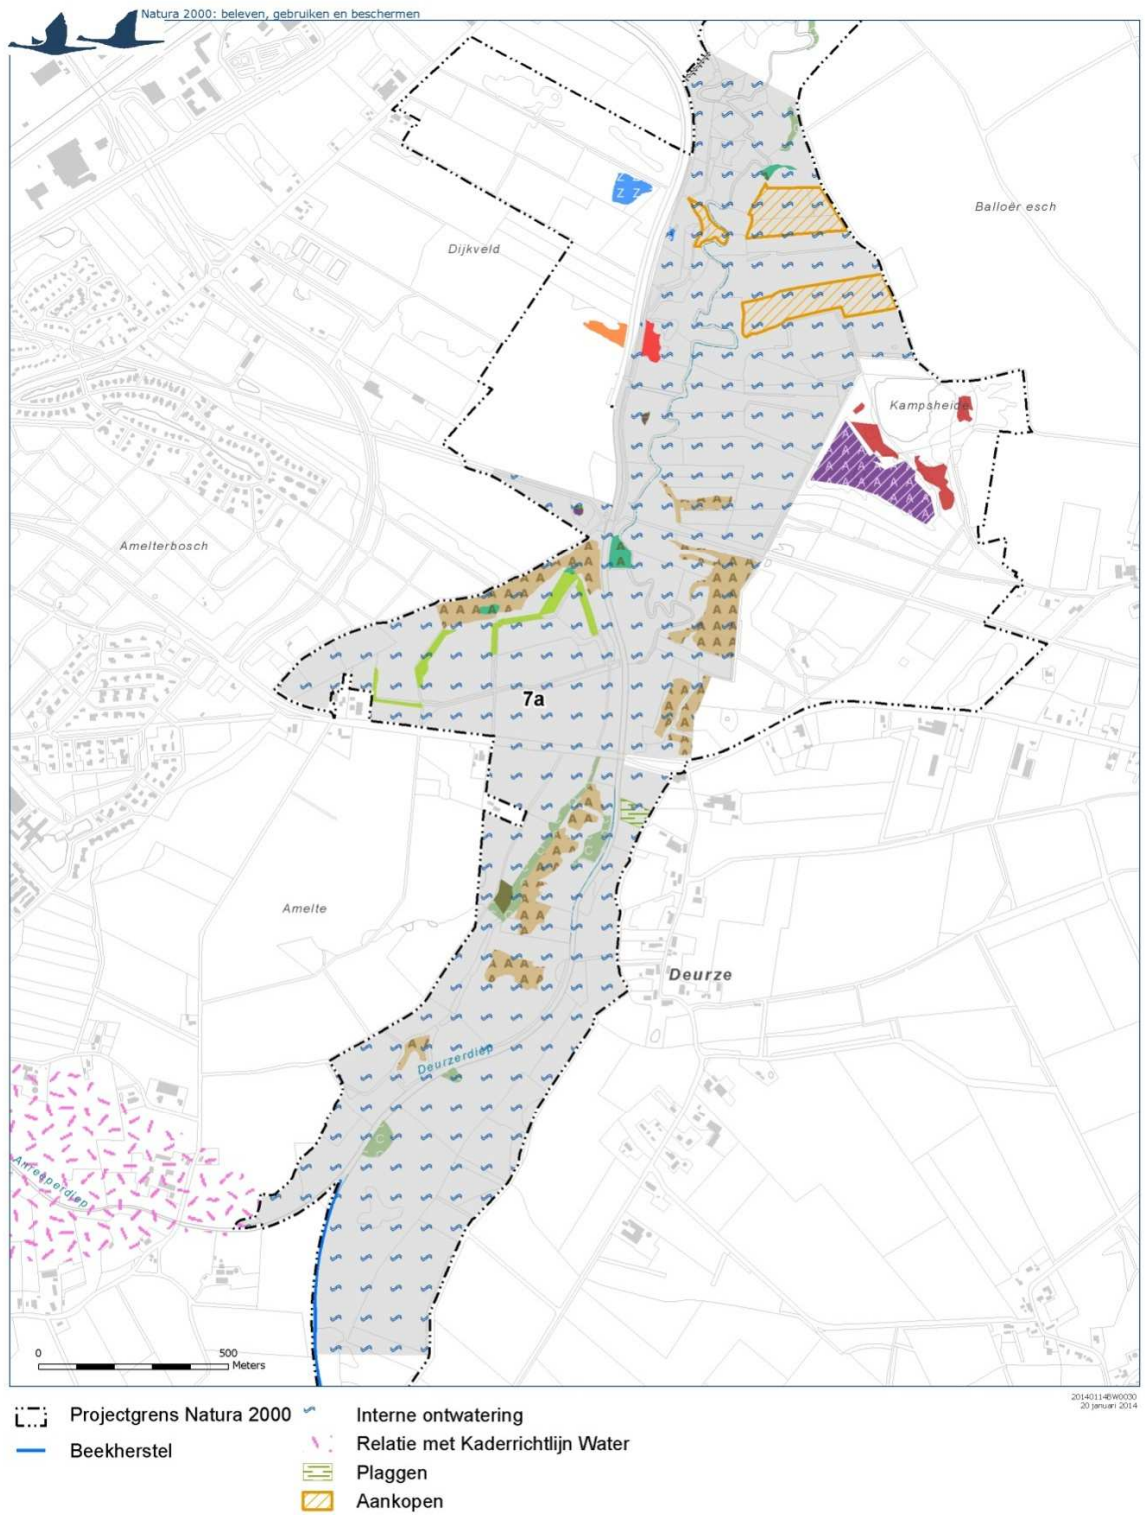 Natura 2000: beleven, gebruiken en beschermen
Balloër esch
Dijkveld
Kampsheide
Amelterbosch
7a
Amelte
Deurze
Deurzerdiep
Anreeperdiep
0 500
Meters
20140114BW0030
20 januari 2014
Projectgrens Natura 2000
Beekherstel
Interne ontwatering
Relatie met Kaderrichtlijn Water
Plaggen
Aankopen